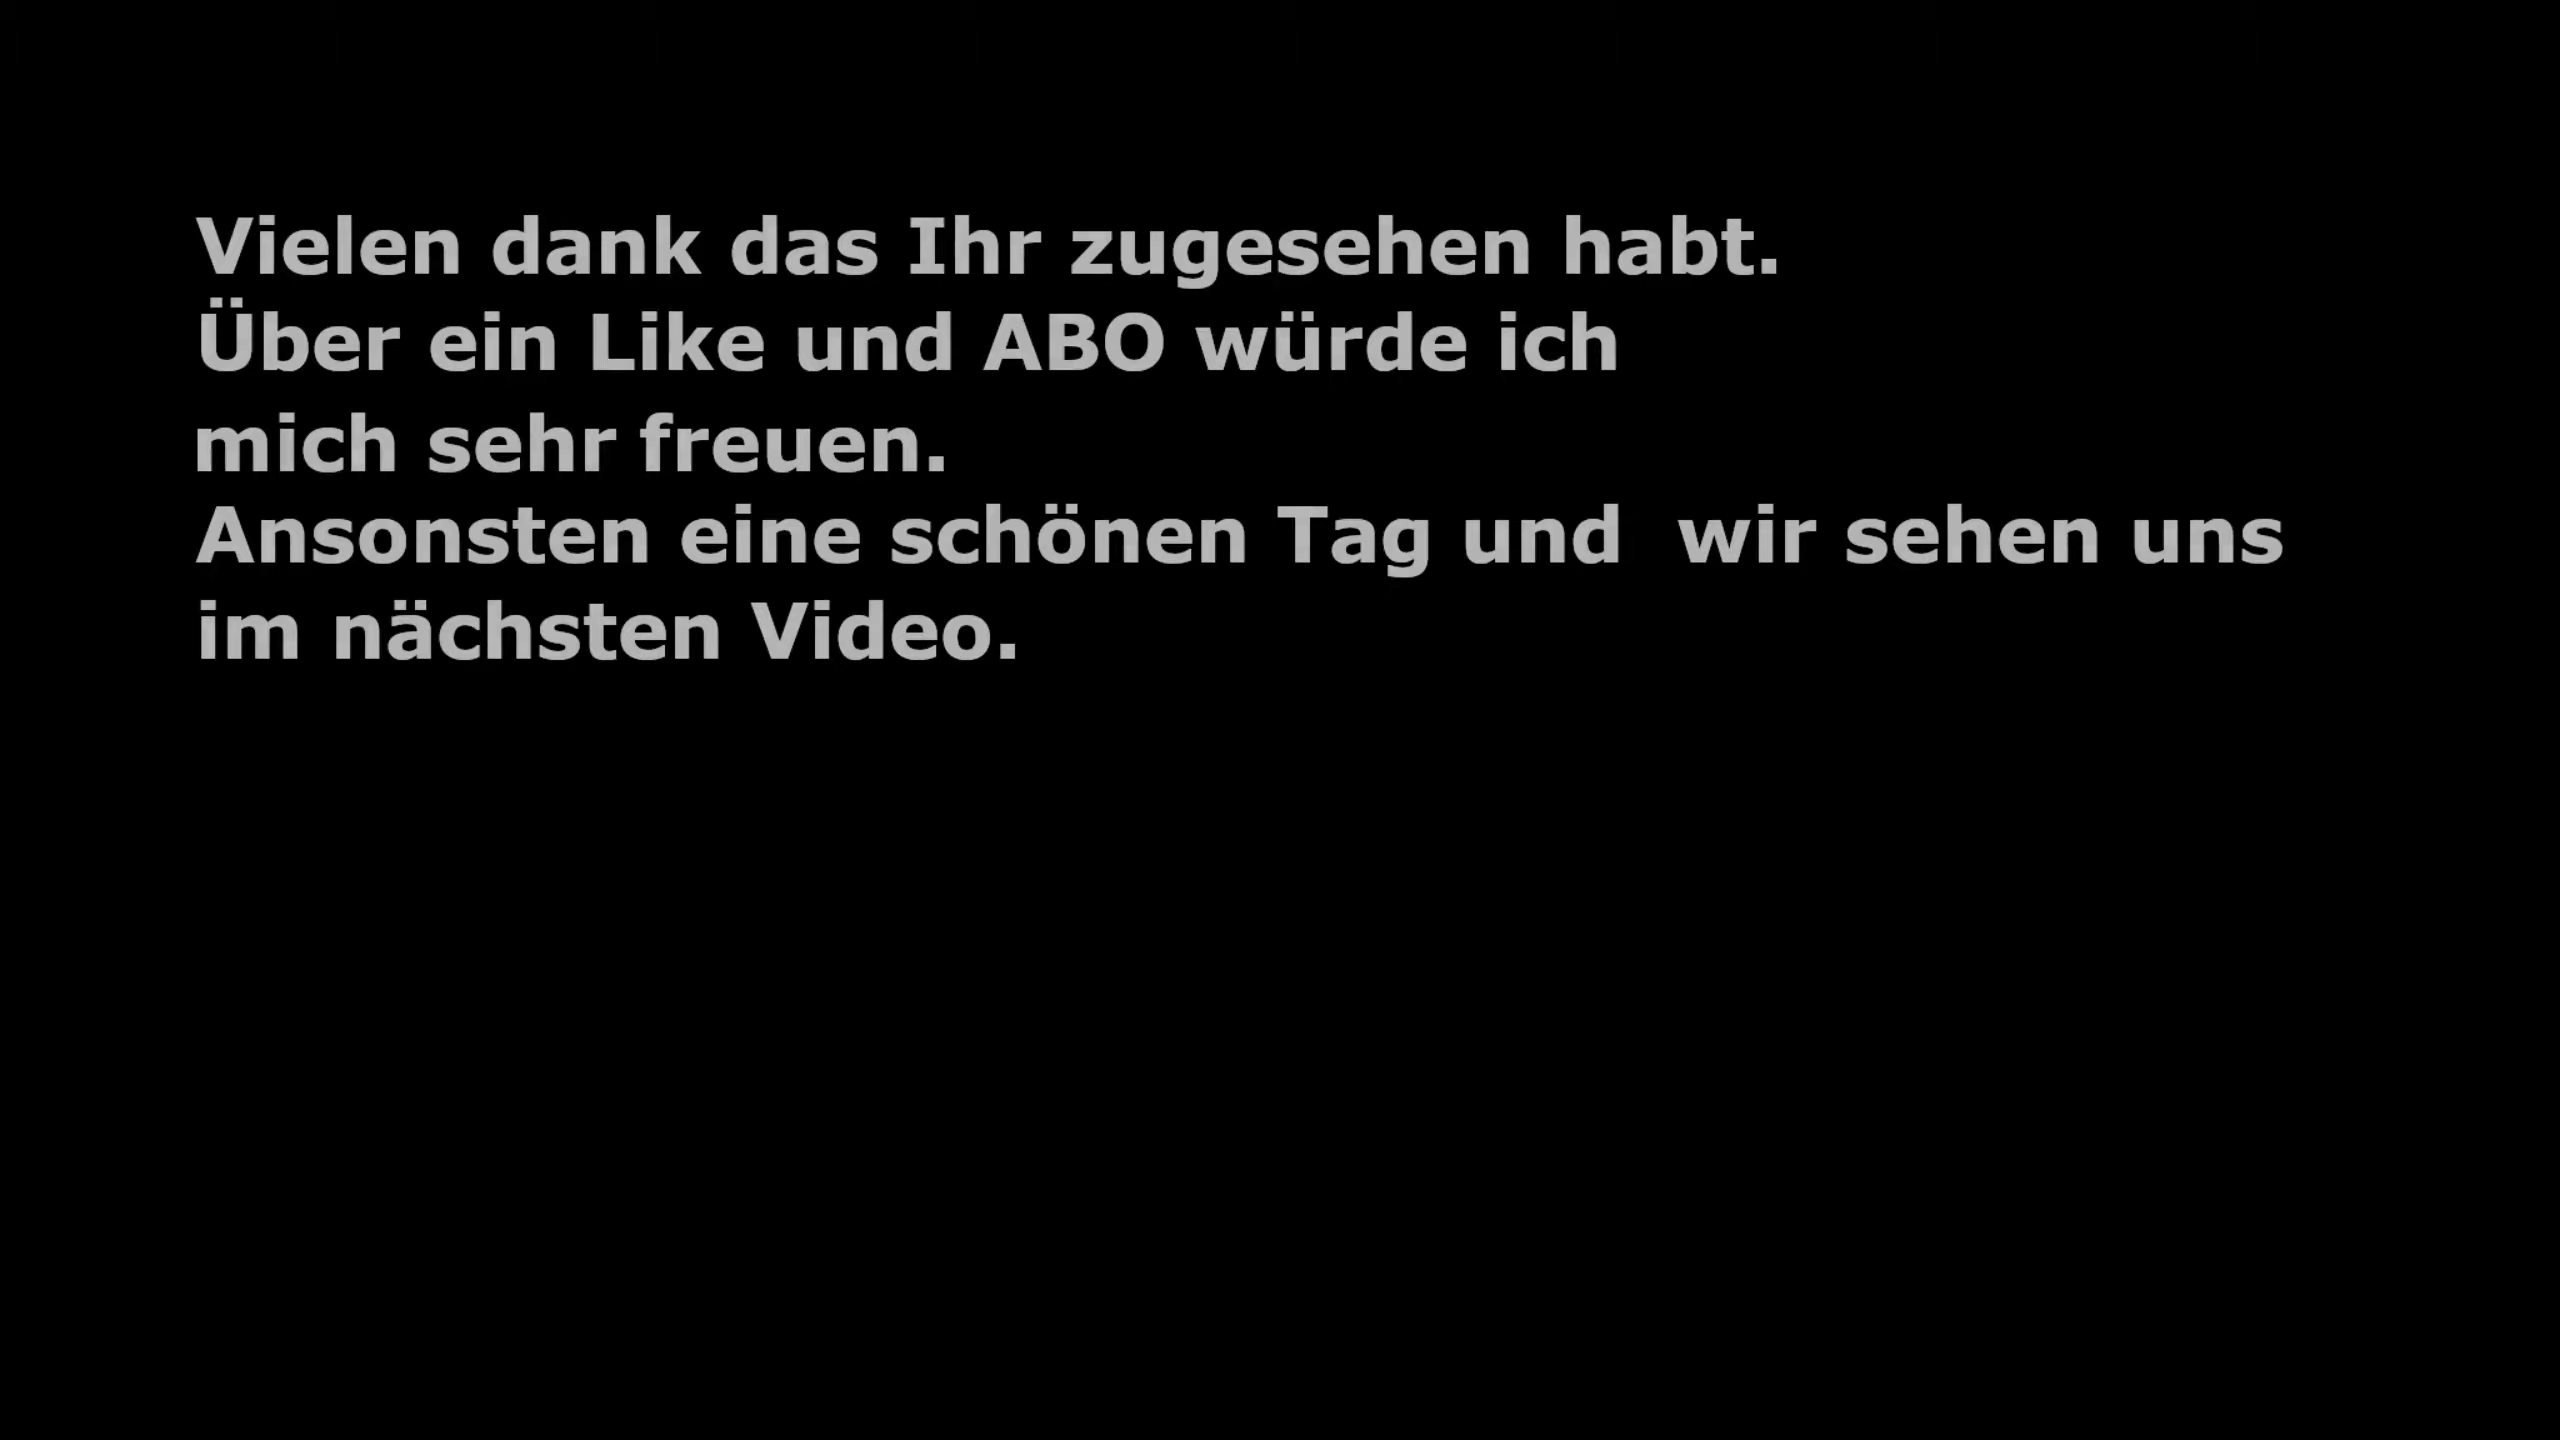 Vielen dank das Ihr zugesehen habt.
Über ein Like und ABO würde ich
mich sehr freuen.
Ansonsten eine schönen Tag und  wir sehen uns
im nächsten Video.